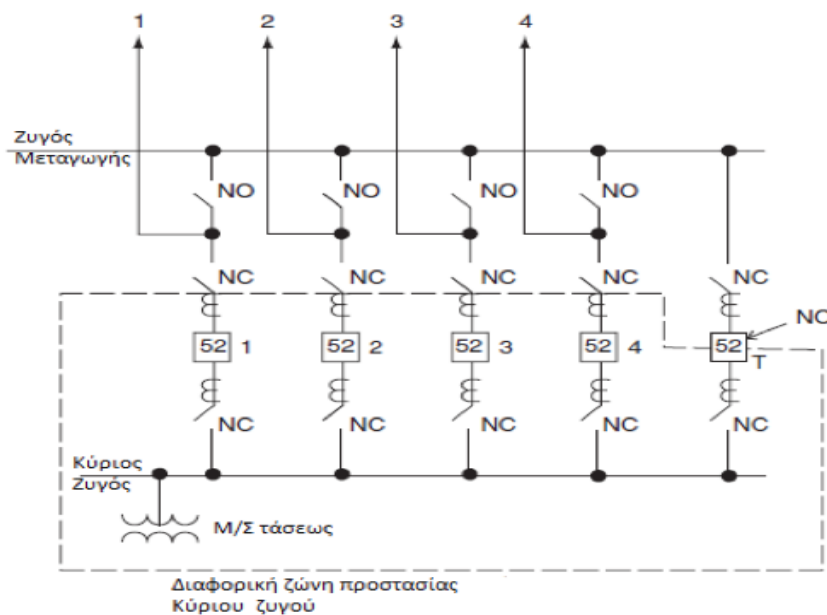 1 2 3 4
Ζυγός
Μεταγωγής
NO NO NO NO
NC NC NC NC NC
NO
52 1 52 2 52 3 52 4 52 T
NC NC NC NC NC
Κύριος
Ζυγός
Μ/Σ τάσεως
Διαφορική ζώνη προστασίας
Κύριου ζυγού